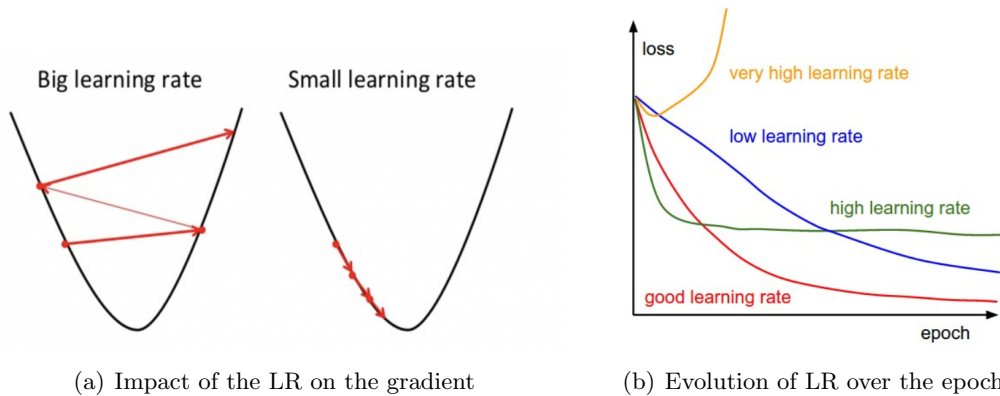 Big learning rate
Small learning rate
(a) Impact of the LR on the gradient
loss
very high learning rate
low learning rate
high learning rate
good learning rate
epoch
(b) Evolution of LR over the epoch